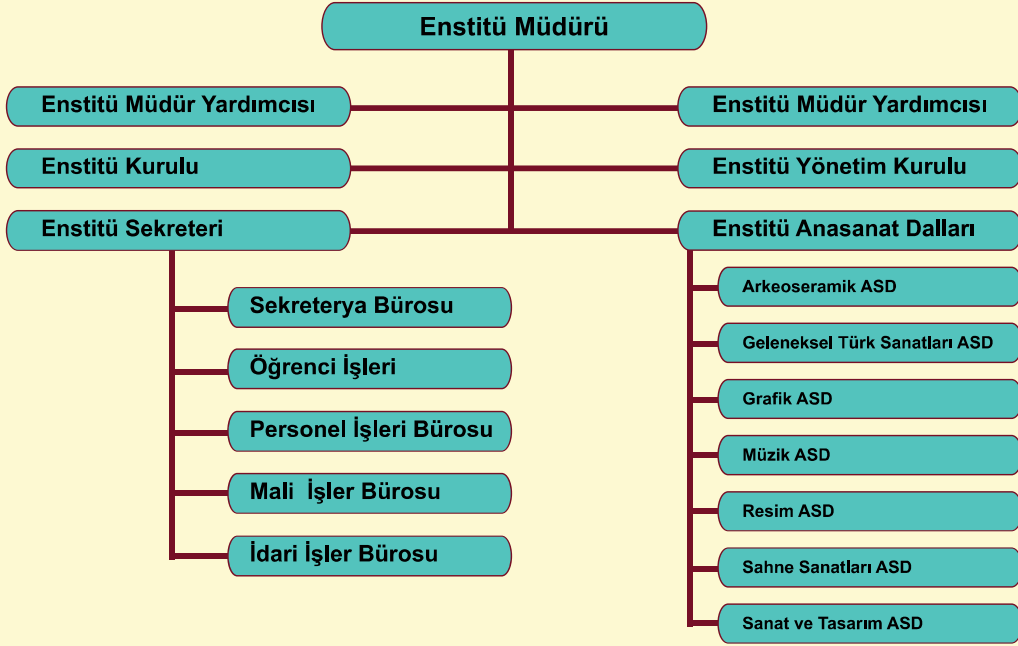 Enstitü Müdürü
Enstitü Müdür Yardımcısı
Enstitü Müdür Yardımcısı
Enstitü Kurulu
Enstitü Yönetim Kurulu
Enstitü Sekreteri
Enstitü Anasanat Dalları
Sekreterya Bürosu
Öğrenci İşleri
Personel İşleri Bürosu
Mali İşler Bürosu
İdari İşler Bürosu
Arkeoseramik ASD
Geleneksel Türk Sanatları ASD
Grafik ASD
Müzik ASD
Resim ASD
Sahne Sanatları ASD
Sanat ve Tasarım ASD